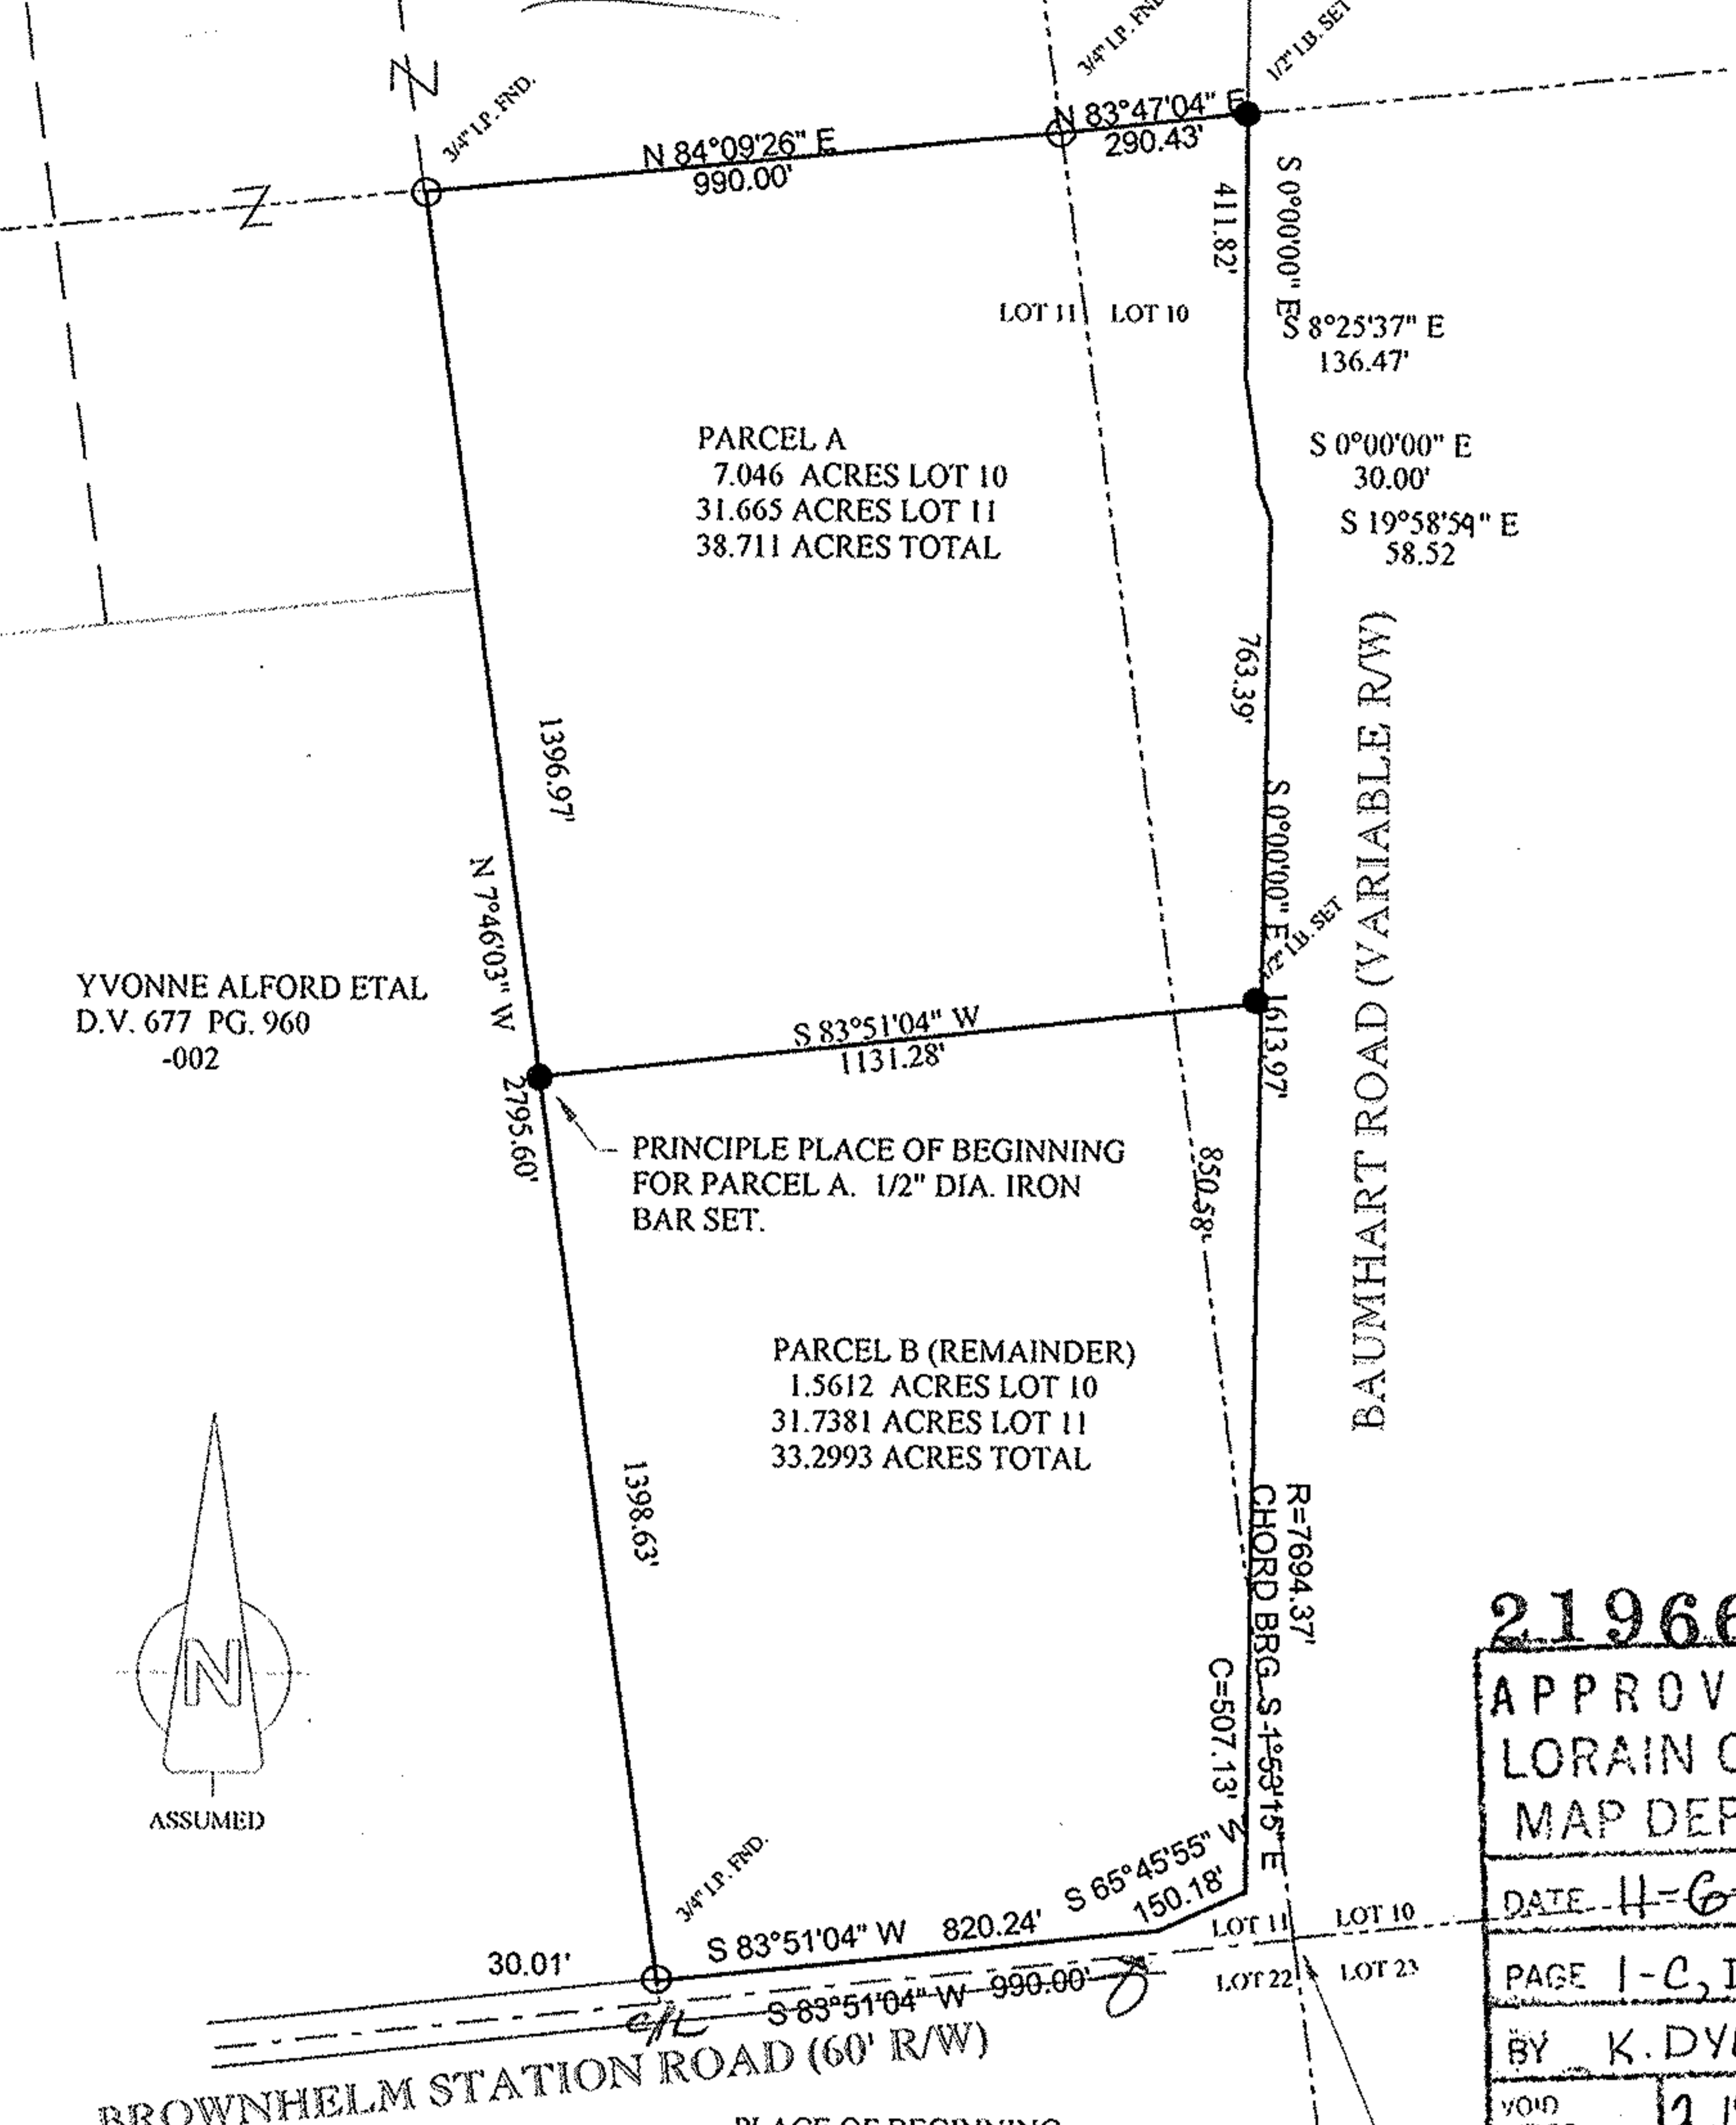 3/4" I.P. FND.
3/4" I.P. FND.
1/2" I.B. SET
N 84°09'26" E
990.00'
N 83°47'04" E
290.43'
S 0°00'00" E
411.82'
LOT 11
LOT 10
S 8°25'37" E
136.47'
S 0°00'00" E
30.00'
S 19°58'59" E
58.52
PARCEL A
7.046 ACRES LOT 10
31.665 ACRES LOT 11
38.711 ACRES TOTAL
763.39'
1396.97'
N 7°46'03" W
2795.60'
S 0°00'00" E 1613.97'
1/2" I.B. SET
BAUMHART ROAD (VARIABLE R/W)
YVONNE ALFORD ETAL
D.V. 677 PG. 960
-002
S 83°51'04" W
1131.28'
PRINCIPLE PLACE OF BEGINNING
FOR PARCEL A. 1/2" DIA. IRON
BAR SET.
850.58'
PARCEL B (REMAINDER)
1.5612 ACRES LOT 10
31.7381 ACRES LOT 11
33.2993 ACRES TOTAL
1398.63'
R=7694.37'
CHORD BRG S 1°53'15" E
C=507.13'
N
ASSUMED
3/4" I.P. FND.
S 65°45'55" W
150.18'
S 83°51'04" W 820.24'
30.01'
LOT 11
LOT 10
LOT 22
LOT 23
S 83°51'04" W 990.00'
C/L
BROWNHELM STATION ROAD (60' R/W)
PLACE OF BEGINNING
21966
APPROV
LORAIN C
MAP DEP
DATE 11-6-
PAGE 1-C, I
BY K. DY
VOID